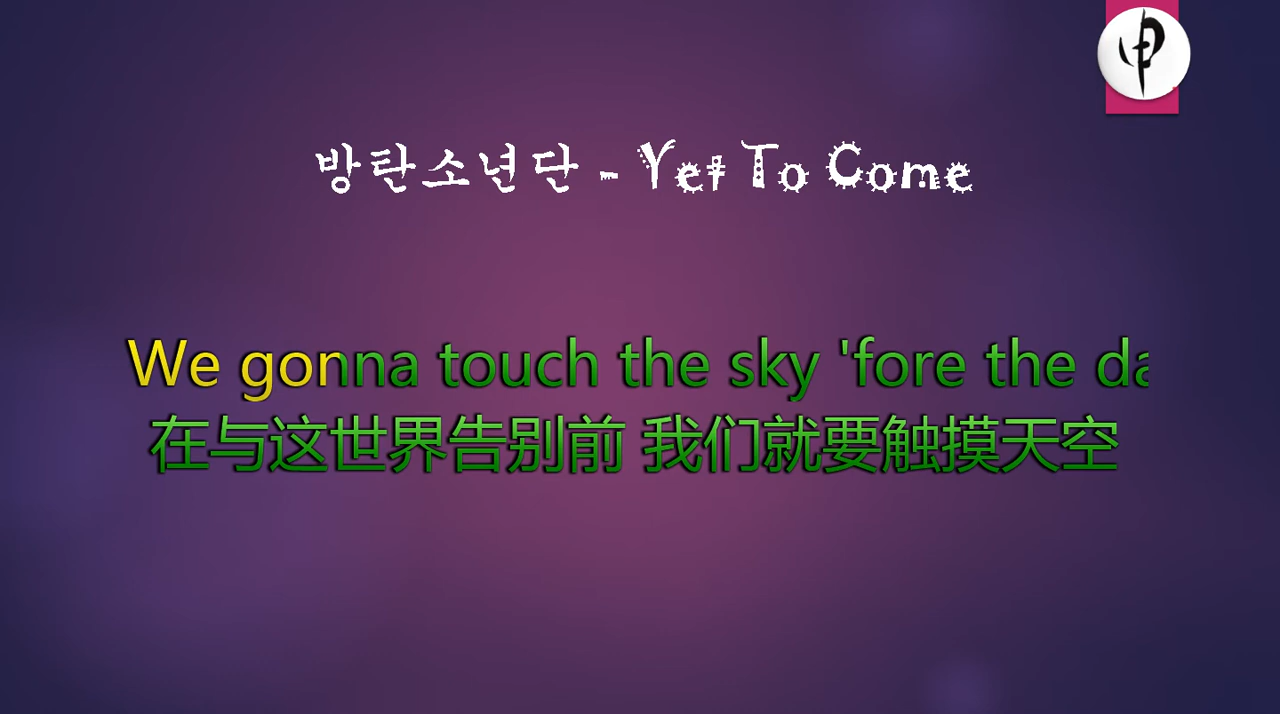 방탄소년단 - Yet To Come
We gonna touch the sky 'fore the da
在与这世界告别前 我们就要触摸天空